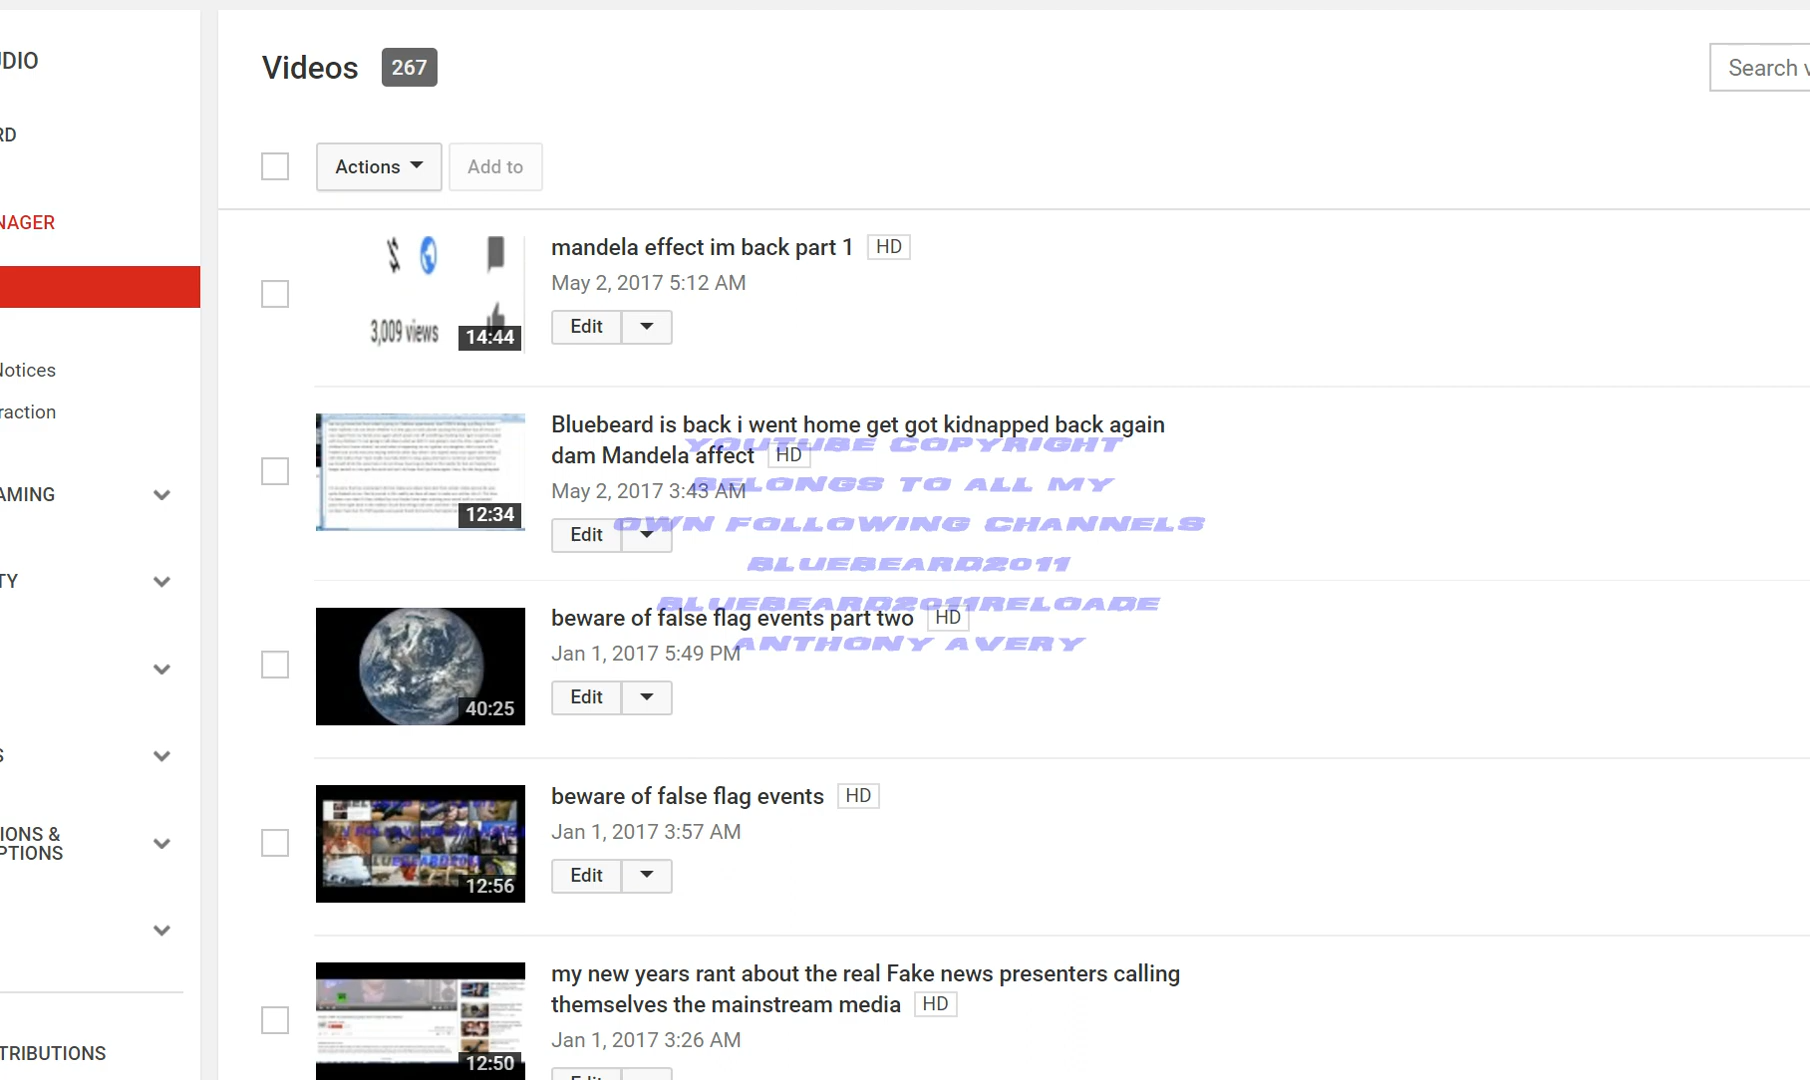 UDIO
RD
NAGER
Notices
raction
AMING
TY
S
IONS &
PTIONS
TRIBUTIONS
Videos 267
Search v
Actions Add to
3,009 views
14:44
mandela effect im back part 1 HD
May 2, 2017 5:12 AM
Edit
12:34
Bluebeard is back i went home get got kidnapped back again
dam Mandela affect HD
May 2, 2017 3:43 AM
Edit
YOUTUBE COPYRIGHT
BELONGS TO ALL MY
OWN FOLLOWING CHANNELS
BLUEBEARD2011
BLUEBEARD2011RELOADE
ANTHONY AVERY
40:25
beware of false flag events part two HD
Jan 1, 2017 5:49 PM
Edit
12:56
beware of false flag events HD
Jan 1, 2017 3:57 AM
Edit
12:50
my new years rant about the real Fake news presenters calling
themselves the mainstream media HD
Jan 1, 2017 3:26 AM
Edit